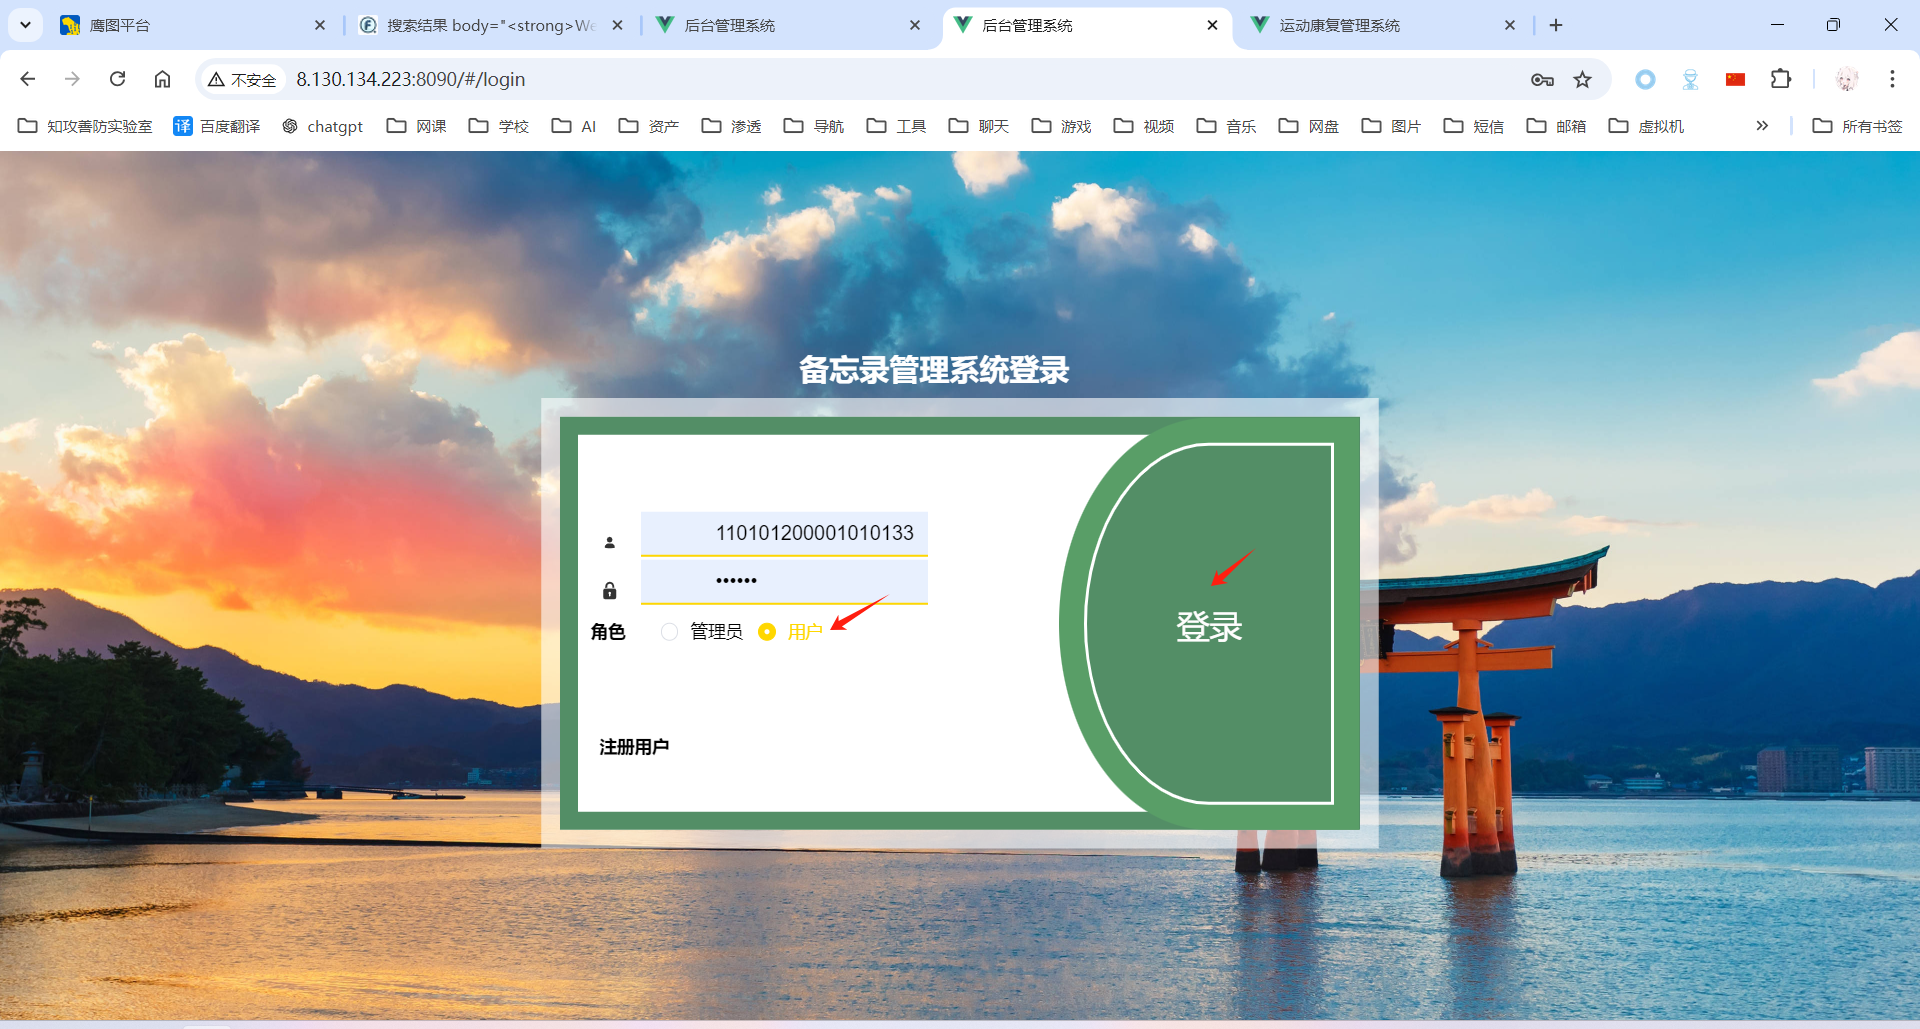 鹰图平台
搜索结果 body="<strong>We
后台管理系统
后台管理系统
运动康复管理系统
不安全
8.130.134.223:8090/#/login
知攻善防实验室
译 百度翻译
chatgpt
网课
学校
AI
资产
渗透
导航
工具
聊天
游戏
视频
音乐
网盘
图片
短信
邮箱
虚拟机
所有书签
备忘录管理系统登录
110101200001010133
••••••
角色
管理员
用户
登录
注册用户